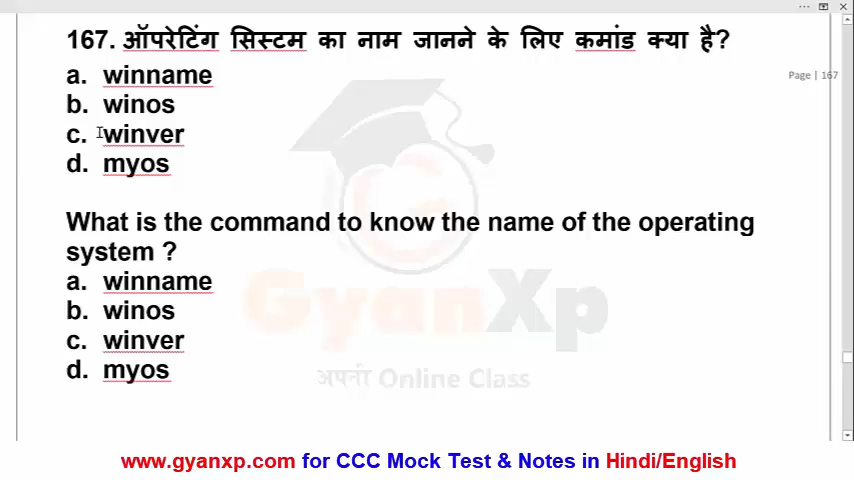 167. ऑपरेटिंग सिस्टम का नाम जानने के लिए कमांड क्या है?
a. winname
Page | 167
b. winos
c. winver
d. myos
What is the command to know the name of the operating
system ?
a. winname
b. winos
c. winver
d. myos
GyanXp
अपनी Online Class
www.gyanxp.com for CCC Mock Test & Notes in Hindi/English